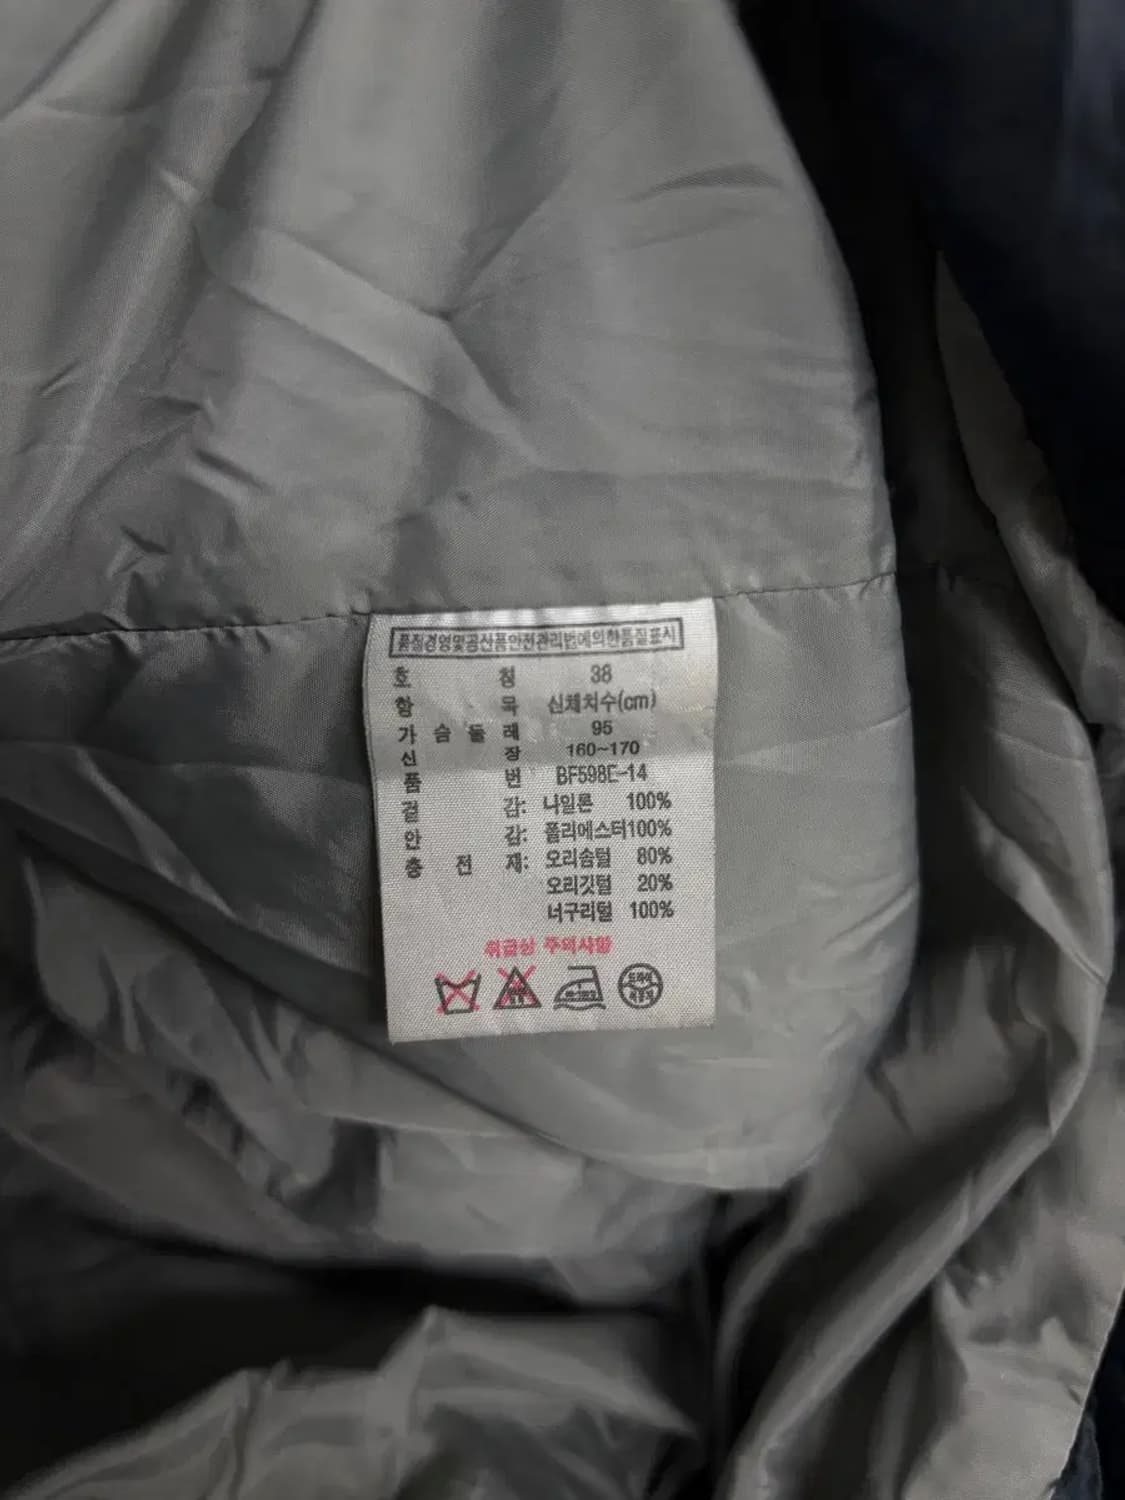 품질경영및공산품안전관리법에의한품질표시
호 칭 38
항 목 신체치수(cm)
가 슴 둘 레 95
신 장 160~170
품 번 BF598E-14
겉 감: 나일론 100%
안 감: 폴리에스터100%
충 전 재: 오리솜털 80%
오리깃털 20%
너구리털 100%
취급상 주의사항
드라이